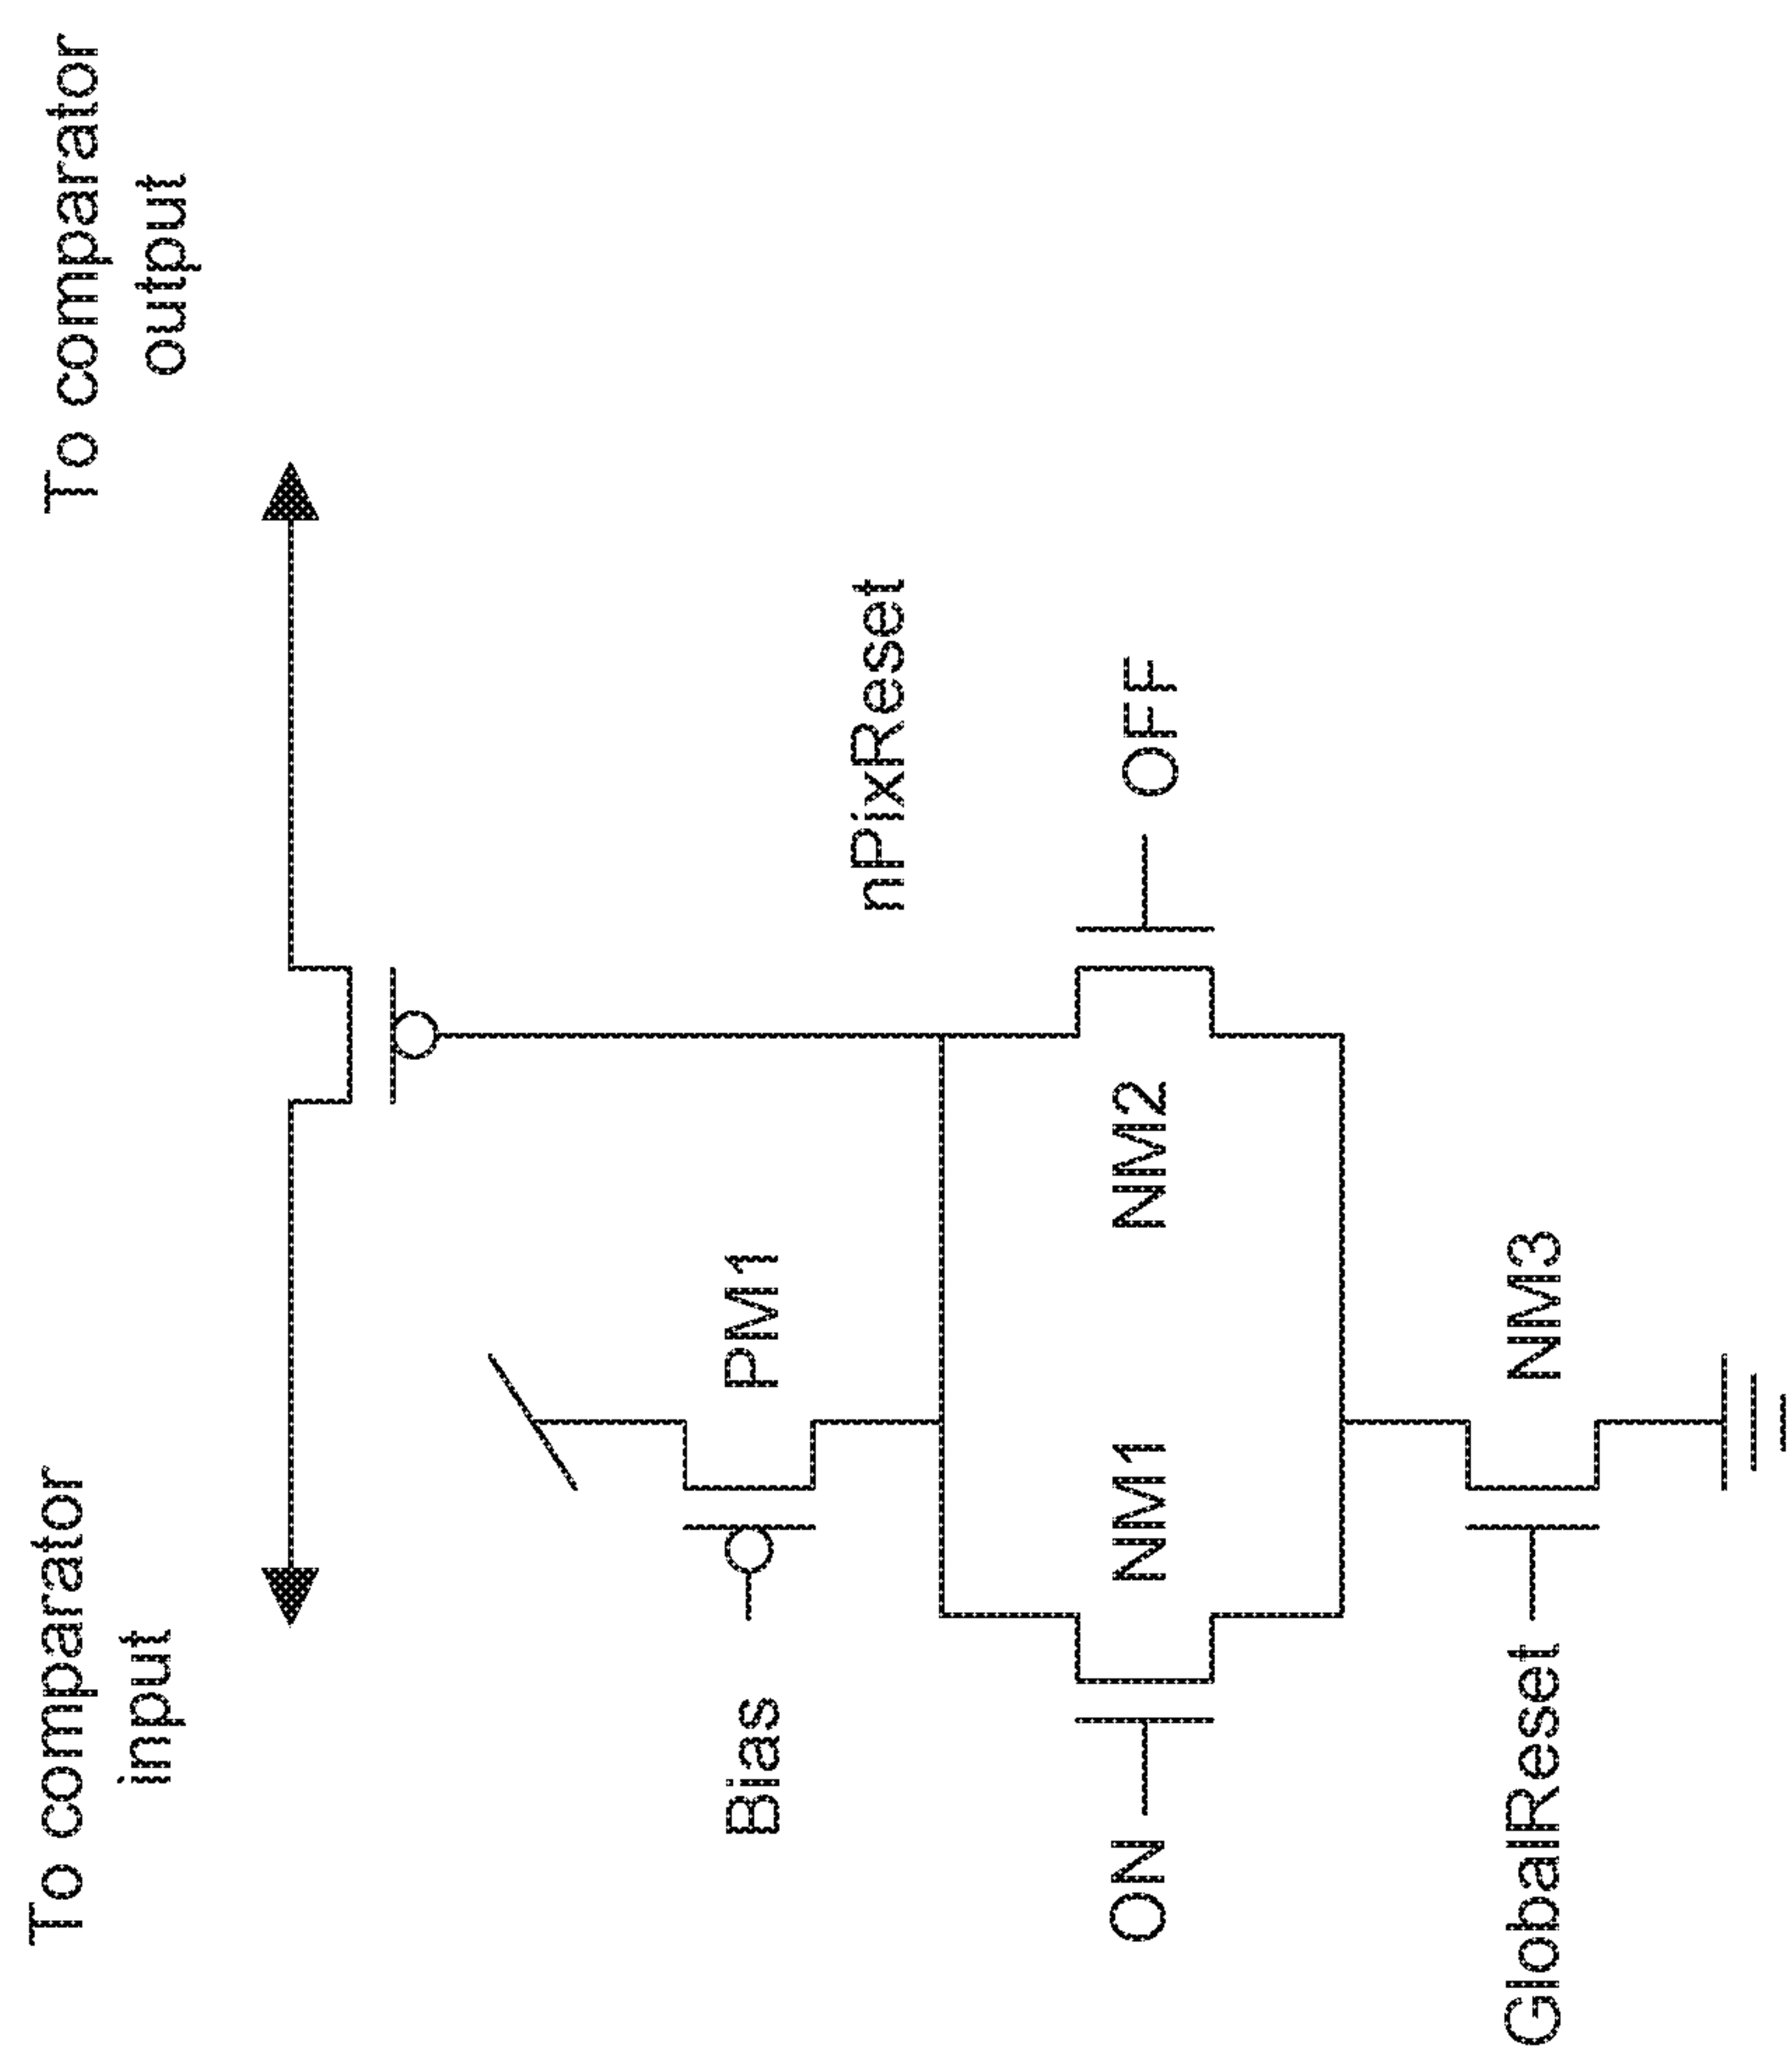 To comparator
input
To comparator
output
Bias
PM1
nPixReset
ON
NM1
NM2
OFF
GlobalReset
NM3